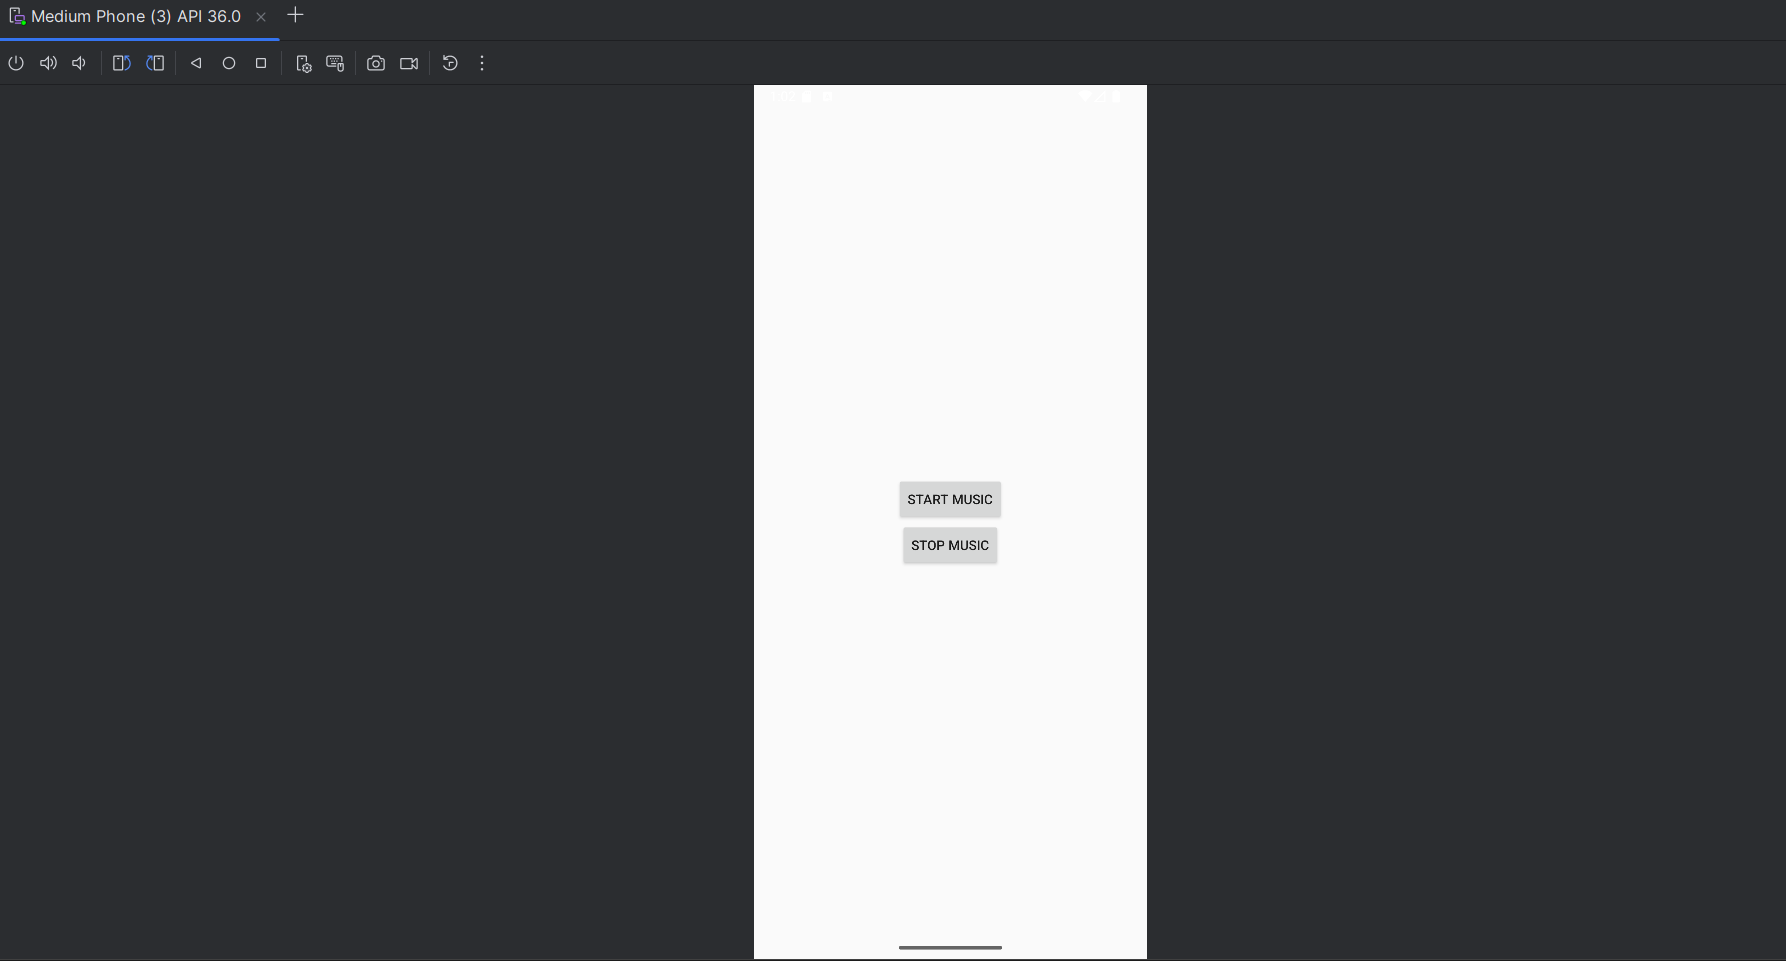 Medium Phone (3) API 36.0
START MUSIC
STOP MUSIC